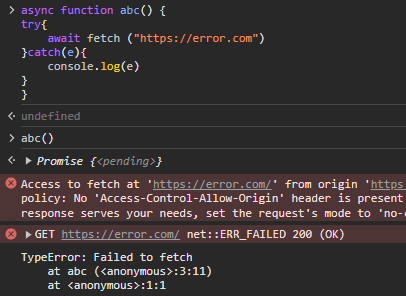 async function abc() {
try{
await fetch ("https://error.com")
}catch(e){
console.log(e)
}
}
undefined
abc()
Promise {<pending>}
Access to fetch at 'https://error.com/' from origin 'https
policy: No 'Access-Control-Allow-Origin' header is present
response serves your needs, set the request's mode to 'no-
GET https://error.com/ net::ERR_FAILED 200 (OK)
TypeError: Failed to fetch
at abc (<anonymous>:3:11)
at <anonymous>:1:1